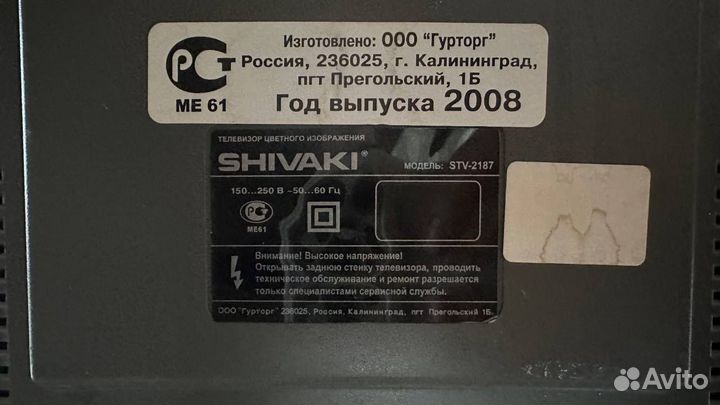 Изготовлено: ООО "Гурторг"
Россия, 236025, г. Калининград,
пгт Прегольский, 1Б
Год выпуска 2008
РСТ
МЕ 61
ТЕЛЕВИЗОР ЦВЕТНОГО ИЗОБРАЖЕНИЯ
SHIVAKI®
МОДЕЛЬ: STV-2187
150...250 В ~50...60 Гц
РСТ
МЕ61
Внимание! Высокое напряжение!
Открывать заднюю стенку телевизора, проводить
техническое обслуживание и ремонт разрешается
только специалистами сервисной службы.
ООО "Гурторг" 236025, Россия, Калининград, пгт Прегольский 1Б.
Avito